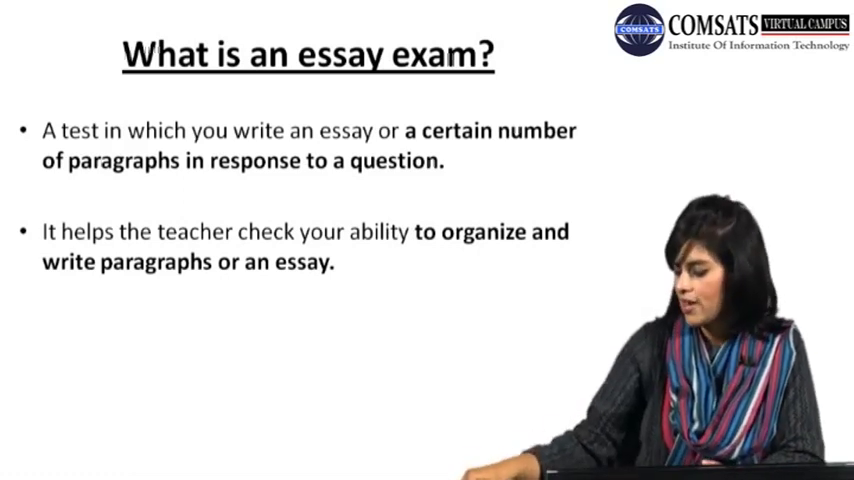 COMSATS VIRTUAL CAMPUS
COMSATS
Institute Of Information Technology
What is an essay exam?
• A test in which you write an essay or a certain number
of paragraphs in response to a question.
• It helps the teacher check your ability to organize and
write paragraphs or an essay.